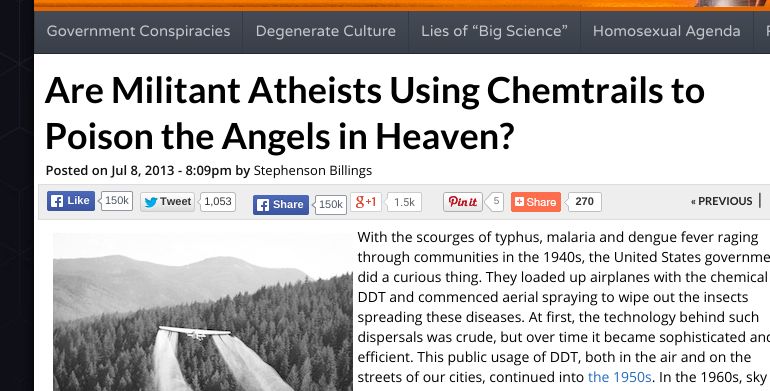 Government Conspiracies Degenerate Culture Lies of “Big Science” Homosexual Agenda
Are Militant Atheists Using Chemtrails to
Poison the Angels in Heaven?
Posted on Jul 8, 2013 - 8:09pm by Stephenson Billings
Like 150k Tweet 1,053 Share 150k g+1 1.5k Pin it 5 Share 270 « PREVIOUS |
With the scourges of typhus, malaria and dengue fever raging
through communities in the 1940s, the United States governme
did a curious thing. They loaded up airplanes with the chemical
DDT and commenced aerial spraying to wipe out the insects
spreading these diseases. At first, the technology behind such
dispersals was crude, but over time it became sophisticated and
efficient. This public usage of DDT, both in the air and on the
streets of our cities, continued into the 1950s. In the 1960s, sky